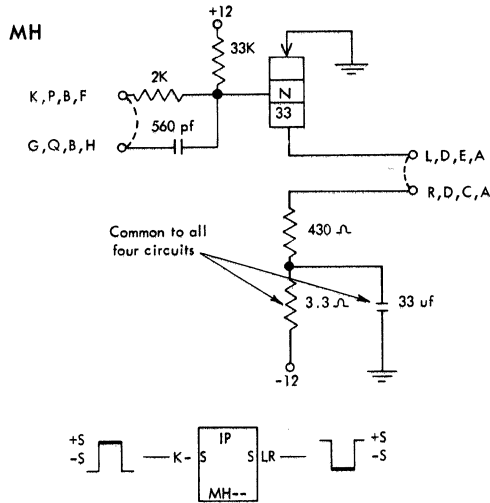 +12
MH
33K
2K
K,P,B,F
N
560 pf
33
G,Q,B,H
L,D,E,A
R,D,C,A
Common to all
four circuits
430 Ω
3.3 Ω
33 uf
-12
+S
-S
K-
IP
S
S
LR
MH--
+S
-S